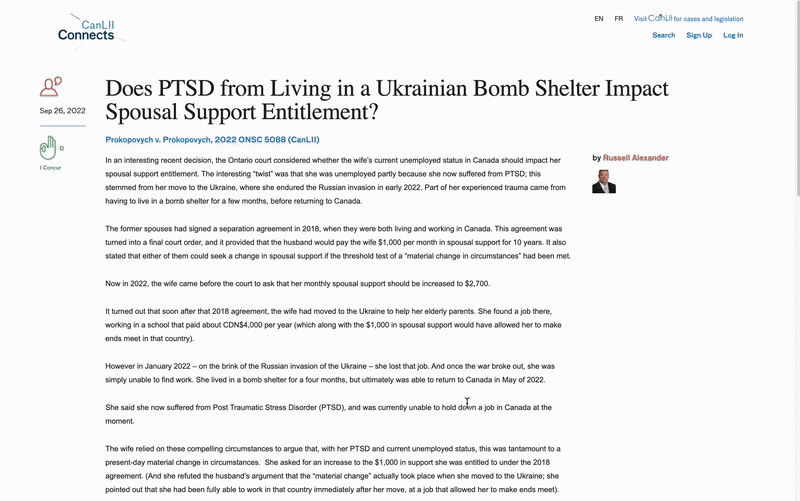 CanLII
Connects
EN FR Visit CanLII for cases and legislation
Search Sign Up Log In
Sep 26, 2022
I Concur
Does PTSD from Living in a Ukrainian Bomb Shelter Impact
Spousal Support Entitlement?
Prokopovych v. Prokopovych, 2022 ONSC 5088 (CanLII)
by Russell Alexander
In an interesting recent decision, the Ontario court considered whether the wife's current unemployed status in Canada should impact her
spousal support entitlement. The interesting “twist” was that she was unemployed partly because she now suffered from PTSD; this
stemmed from her move to the Ukraine, where she endured the Russian invasion in early 2022. Part of her experienced trauma came from
having to live in a bomb shelter for a few months, before returning to Canada.
The former spouses had signed a separation agreement in 2018, when they were both living and working in Canada. This agreement was
turned into a final court order, and it provided that the husband would pay the wife $1,000 per month in spousal support for 10 years. It also
stated that either of them could seek a change in spousal support if the threshold test of a “material change in circumstances” had been met.
Now in 2022, the wife came before the court to ask that her monthly spousal support should be increased to $2,700.
It turned out that soon after that 2018 agreement, the wife had moved to the Ukraine to help her elderly parents. She found a job there,
working in a school that paid about CDN$4,000 per year (which along with the $1,000 in spousal support would have allowed her to make
ends meet in that country).
However in January 2022 – on the brink of the Russian invasion of the Ukraine – she lost that job. And once the war broke out, she was
simply unable to find work. She lived in a bomb shelter for a four months, but ultimately was able to return to Canada in May of 2022.
She said she now suffered from Post Traumatic Stress Disorder (PTSD), and was currently unable to hold down a job in Canada at the
moment.
The wife relied on these compelling circumstances to argue that, with her PTSD and current unemployed status, this was tantamount to a
present-day material change in circumstances. She asked for an increase to the $1,000 in support she was entitled to under the 2018
agreement. (And she refuted the husband's argument that the “material change” actually took place when she moved to the Ukraine; she
pointed out that she had been fully able to work in that country immediately after her move, at a job that allowed her to make ends meet).